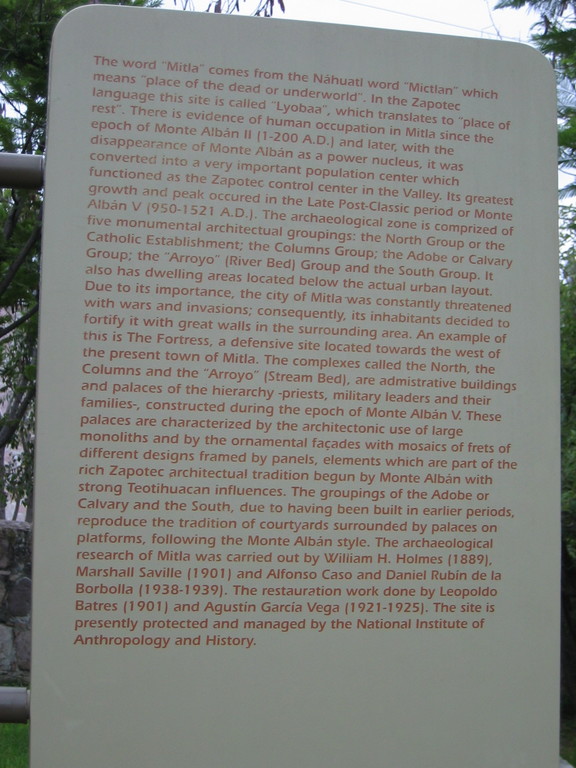 The word "Mitla" comes from the Náhuatl word "Mictlan" which
means "place of the dead or underworld". In the Zapotec
language this site is called "Lyobaa", which translates to "place of
rest". There is evidence of human occupation in Mitla since the
epoch of Monte Albán II (1-200 A.D.) and later, with the
disappearance of Monte Albán as a power nucleus, it was
converted into a very important population center which
functioned as the Zapotec control center in the Valley. Its greatest
growth and peak occured in the Late Post-Classic period or Monte
Albán V (950-1521 A.D.). The archaeological zone is comprized of
five monumental architectual groupings: the North Group or the
Catholic Establishment; the Columns Group; the Adobe or Calvary
Group; the "Arroyo" (River Bed) Group and the South Group. It
also has dwelling areas located below the actual urban layout.
Due to its importance, the city of Mitla was constantly threatened
with wars and invasions; consequently, its inhabitants decided to
fortify it with great walls in the surrounding area. An example of
this is The Fortress, a defensive site located towards the west of
the present town of Mitla. The complexes called the North, the
Columns and the "Arroyo" (Stream Bed), are admistrative buildings
and palaces of the hierarchy -priests, military leaders and their
families-, constructed during the epoch of Monte Albán V. These
palaces are characterized by the architectonic use of large
monoliths and by the ornamental façades with mosaics of frets of
different designs framed by panels, elements which are part of the
rich Zapotec architectual tradition begun by Monte Albán with
strong Teotihuacan influences. The groupings of the Adobe or
Calvary and the South, due to having been built in earlier periods,
reproduce the tradition of courtyards surrounded by palaces on
platforms, following the Monte Albán style. The archaeological
research of Mitla was carried out by William H. Holmes (1889),
Marshall Saville (1901) and Alfonso Caso and Daniel Rubín de la
Borbolla (1938-1939). The restauration work done by Leopoldo
Batres (1901) and Agustín García Vega (1921-1925). The site is
presently protected and managed by the National Institute of
Anthropology and History.